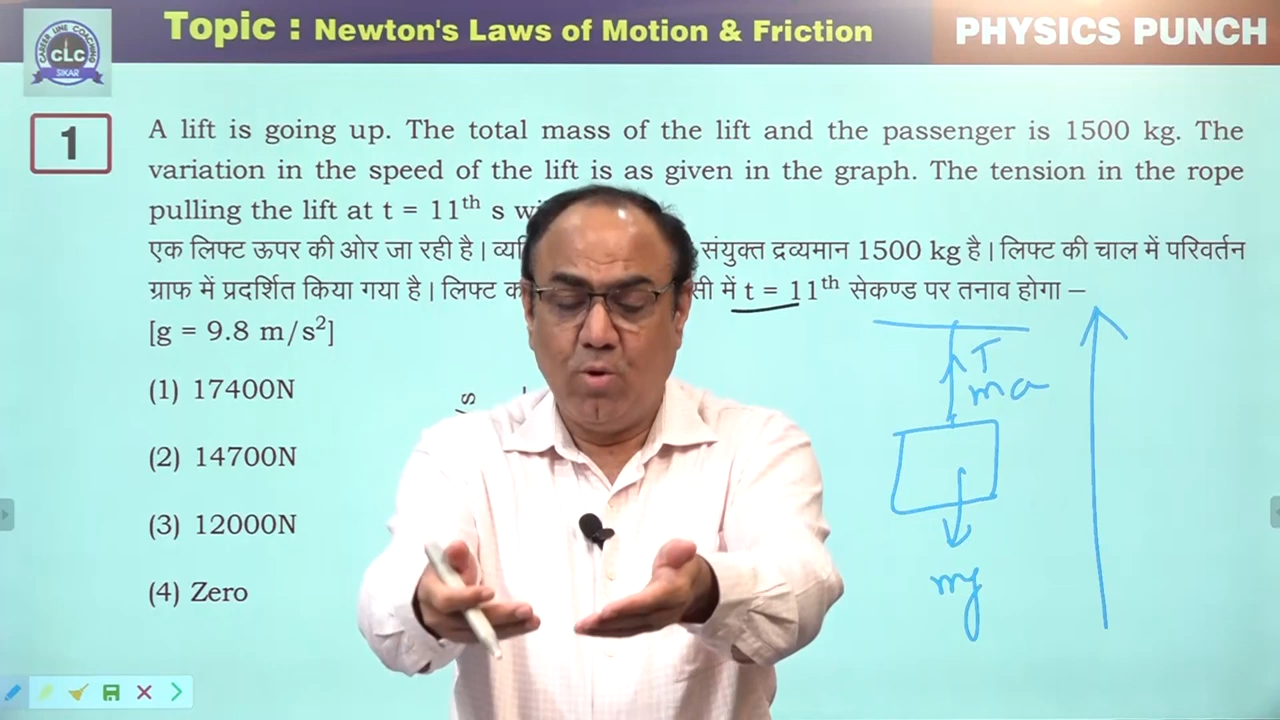 Topic : Newton's Laws of Motion & Friction
PHYSICS PUNCH
CAREER LINE COACHING
CLC
SIKAR
1
A lift is going up. The total mass of the lift and the passenger is 1500 kg. The
variation in the speed of the lift is as given in the graph. The tension in the rope
pulling the lift at t = 11th s
एक लिफ्ट ऊपर की ओर जा रही है। संयुक्त द्रव्यमान 1500 kg है। लिफ्ट की चाल में परिवर्तन
ग्राफ में प्रदर्शित किया गया है। लिफ्ट में t = 11th सेकण्ड पर तनाव होगा –
[g = 9.8 m/s²]
(1) 17400N
(2) 14700N
(3) 12000N
(4) Zero
/s
T
ma
mg